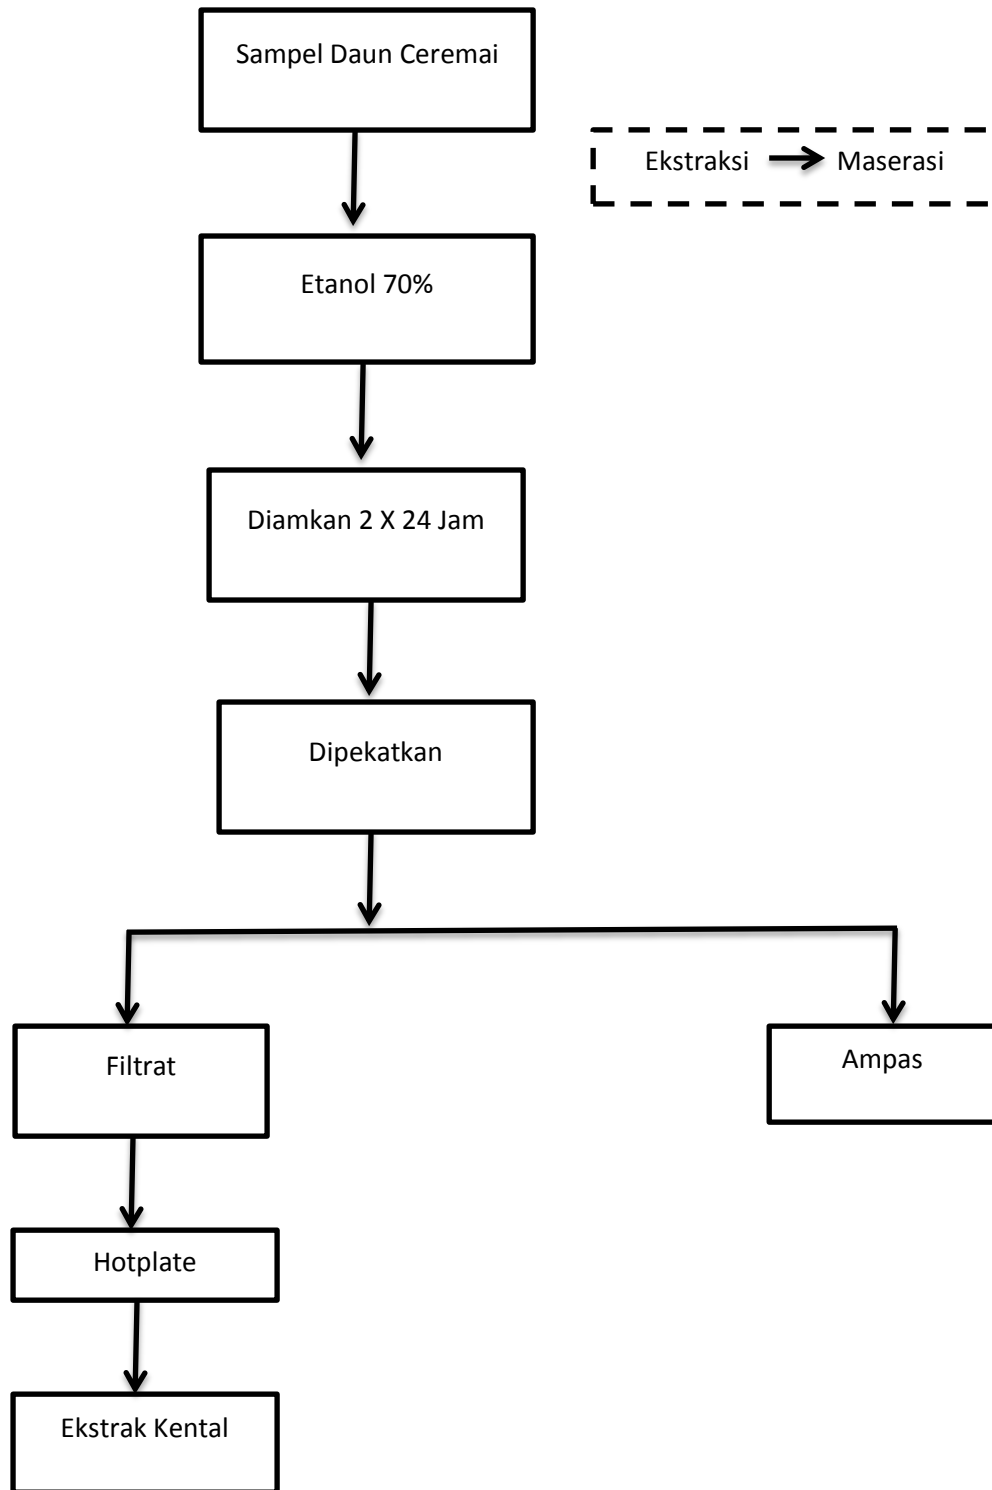 Sampel Daun Ceremai
Ekstraksi Maserasi
Etanol 70%
Diamkan 2 X 24 Jam
Dipekatkan
Filtrat
Ampas
Hotplate
Ekstrak Kental